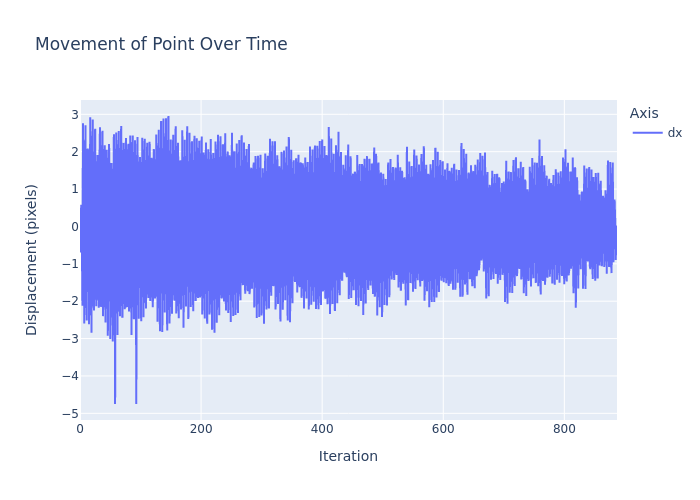 Movement of Point Over Time
Axis
dx
3
2
1
0
−1
−2
−3
−4
−5
0
200
400
600
800
Displacement (pixels)
Iteration